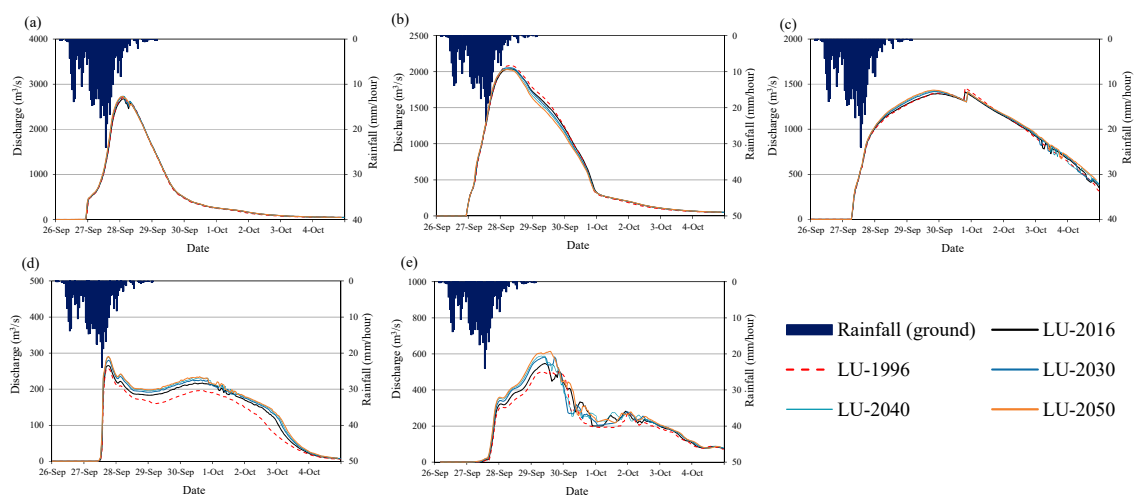 (a)
4000
3000
2000
1000
0
Discharge (m³/s)
0
10
20
30
40
Rainfall (mm/hour)
26-Sep 27-Sep 28-Sep 29-Sep 30-Sep 1-Oct 2-Oct 3-Oct 4-Oct
Date
(b)
2500
2000
1500
1000
500
0
Discharge (m³/s)
0
10
20
30
40
50
Rainfall (mm/hour)
26-Sep 27-Sep 28-Sep 29-Sep 30-Sep 1-Oct 2-Oct 3-Oct 4-Oct
Date
(c)
2000
1500
1000
500
0
Discharge (m³/s)
0
10
20
30
40
Rainfall (mm/hour)
26-Sep 27-Sep 28-Sep 29-Sep 30-Sep 1-Oct 2-Oct 3-Oct 4-Oct
Date
(d)
500
400
300
200
100
0
Discharge (m³/s)
0
10
20
30
40
50
Rainfall (mm/hour)
26-Sep 27-Sep 28-Sep 29-Sep 30-Sep 1-Oct 2-Oct 3-Oct 4-Oct
Date
(e)
1000
800
600
400
200
0
Discharge (m³/s)
0
10
20
30
40
50
Rainfall (mm/hour)
26-Sep 27-Sep 28-Sep 29-Sep 30-Sep 1-Oct 2-Oct 3-Oct 4-Oct
Date
Rainfall (ground) LU-2016
LU-1996 LU-2030
LU-2040 LU-2050